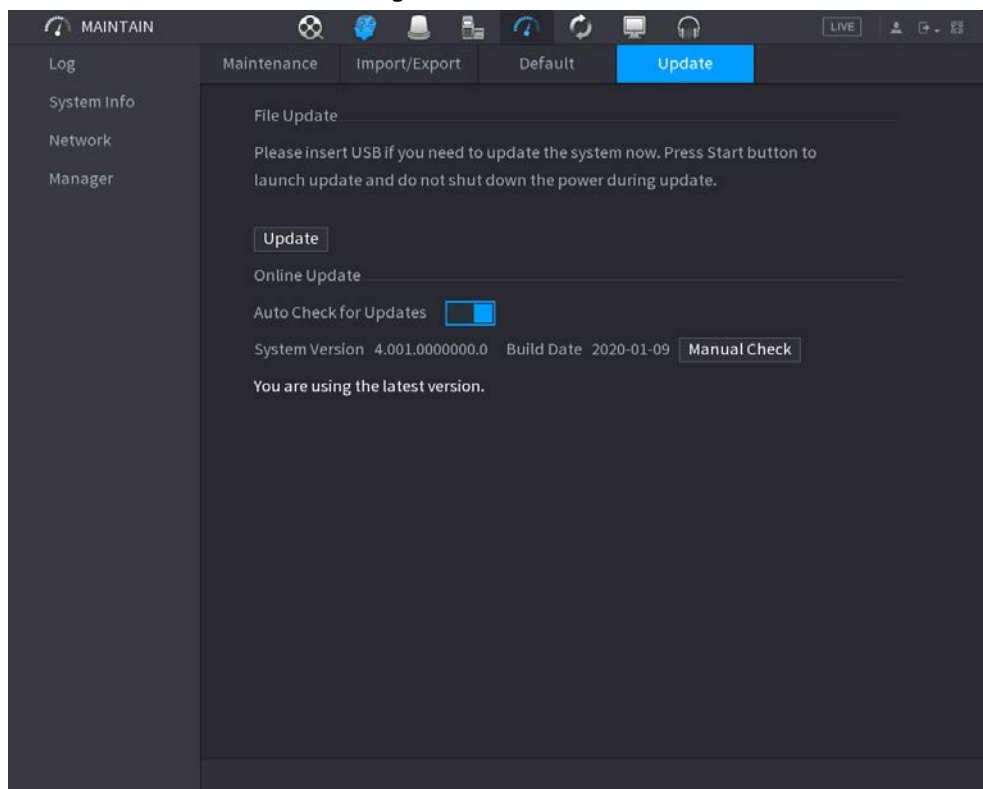 MAINTAIN
LIVE
Log
System Info
Network
Manager
Maintenance Import/Export Default Update
File Update
Please insert USB if you need to update the system now. Press Start button to
launch update and do not shut down the power during update.
Update
Online Update
Auto Check for Updates
System Version 4.001.0000000.0 Build Date 2020-01-09 Manual Check
You are using the latest version.